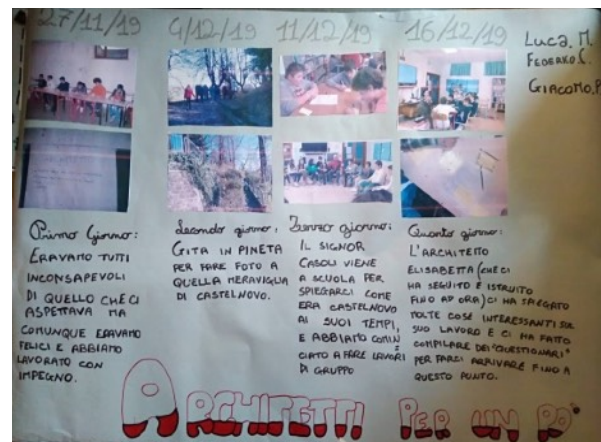 27/11/19
4/12/19
11/12/19
16/12/19
Luca. M.
FEDERICO.C.
GIACOMO.P
Primo Giorno:
ERAVAMO TUTTI
INCONSAPEVOLI
DI QUELLO CHE CI
ASPETTAVA MA
COMUNQUE ERAVAMO
FELICI E ABBIAMO
LAVORATO CON
IMPEGNO.
Secondo giorno:
GITA IN PINETA
PER FARE FOTO A
QUELLA MERAVIGLIA
DI CASTELNOVO.
Terzo giorno:
IL SIGNOR
CASOLI VIENE
A SCUOLA PER
SPIEGARCI COME
ERA CASTELNOVO
AI SUOI TEMPI,
E ABBIAMO COMIN
CIATO A FARE LAVORI
DI GRUPPO
Quarto giorno:
L'ARCHITETTO
ELISABETTA (CHE CI
HA SEGUITO E ISTRUITO
FINO AD ORA) CI HA SPIEGATO
MOLTE COSE INTERESSANTI SUL
SUO LAVORO E CI HA FATTO
COMPILARE DEI "QUESTIONARI"
PER FARCI ARRIVARE FINO A
QUESTO PUNTO.
ARCHITETTI PER UN PO'